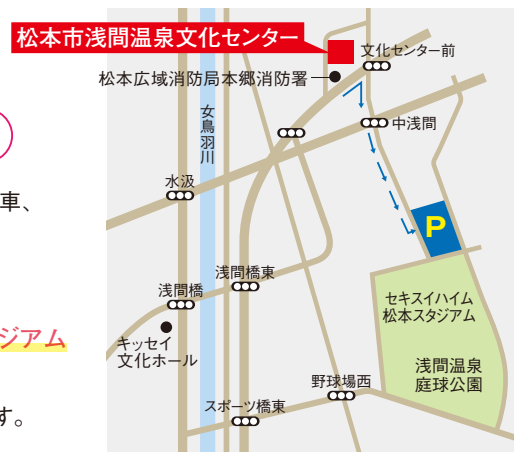 松本市浅間温泉文化センター
文化センター前
松本広域消防局本郷消防署
女鳥羽川
中浅間
車、
水汲
P
浅間橋東
浅間橋
セキスイハイム
松本スタジアム
ジアム
キッセイ
文化ホール
浅間温泉
庭球公園
野球場西
スポーツ橋東
す。